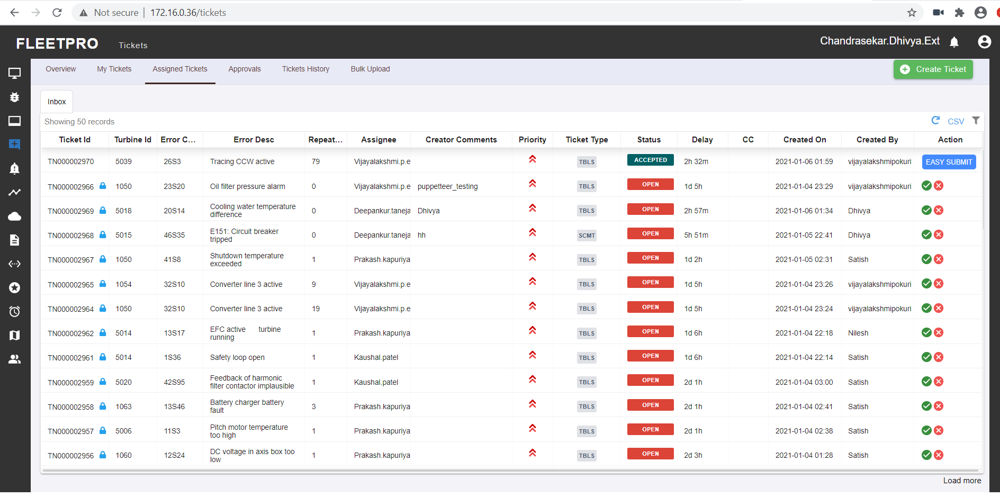 Not secure | 172.16.0.36/tickets
FLEETPRO Tickets Chandrasekar.Dhivya.Ext
Overview My Tickets Assigned Tickets Approvals Tickets History Bulk Upload Create Ticket
Inbox
Showing 50 records CSV
Ticket Id Turbine Id Error C... Error Desc Repeat... Assignee Creator Comments Priority Ticket Type Status Delay CC Created On Created By Action
TN000002970 5039 26S3 Tracing CCW active 79 Vijayalakshmi.p.e TBLS ACCEPTED 2h 32m 2021-01-06 01:59 vijayalakshmipokuri EASY SUBMIT
TN000002966 1050 23S20 Oil filter pressure alarm 0 Vijayalakshmi.p.e puppetteer_testing TBLS OPEN 1d 5h 2021-01-04 23:29 vijayalakshmipokuri
TN000002969 5018 20S14 Cooling water temperature difference 0 Deepankur.taneja Dhivya TBLS OPEN 2h 57m 2021-01-06 01:34 Dhivya
TN000002968 5015 46S35 E151: Circuit breaker tripped 0 Deepankur.taneja hh SCMT OPEN 5h 51m 2021-01-05 22:41 Dhivya
TN000002967 1050 41S8 Shutdown temperature exceeded 1 Prakash.kapuriya TBLS OPEN 1d 2h 2021-01-05 02:31 Satish
TN000002965 1054 32S10 Converter line 3 active 9 Vijayalakshmi.p.e TBLS OPEN 1d 5h 2021-01-04 23:26 vijayalakshmipokuri
TN000002964 1050 32S10 Converter line 3 active 19 Vijayalakshmi.p.e TBLS OPEN 1d 5h 2021-01-04 23:24 vijayalakshmipokuri
TN000002962 5014 13S17 EFC active turbine running 1 Prakash.kapuriya TBLS OPEN 1d 6h 2021-01-04 22:18 Nilesh
TN000002961 5014 1S36 Safety loop open 1 Kaushal.patel TBLS OPEN 1d 6h 2021-01-04 22:14 Satish
TN000002959 5020 42S95 Feedback of harmonic filter contactor implausible 1 Kaushal.patel TBLS OPEN 2d 1h 2021-01-04 03:00 Satish
TN000002958 1063 13S46 Battery charger battery fault 3 Prakash.kapuriya TBLS OPEN 2d 1h 2021-01-04 02:41 Satish
TN000002957 5006 11S3 Pitch motor temperature too high 1 Prakash.kapuriya TBLS OPEN 2d 1h 2021-01-04 02:38 Satish
TN000002956 1060 12S24 DC voltage in axis box too low 1 Prakash.kapuriya TBLS OPEN 2d 3h 2021-01-04 01:28 Satish
Load more